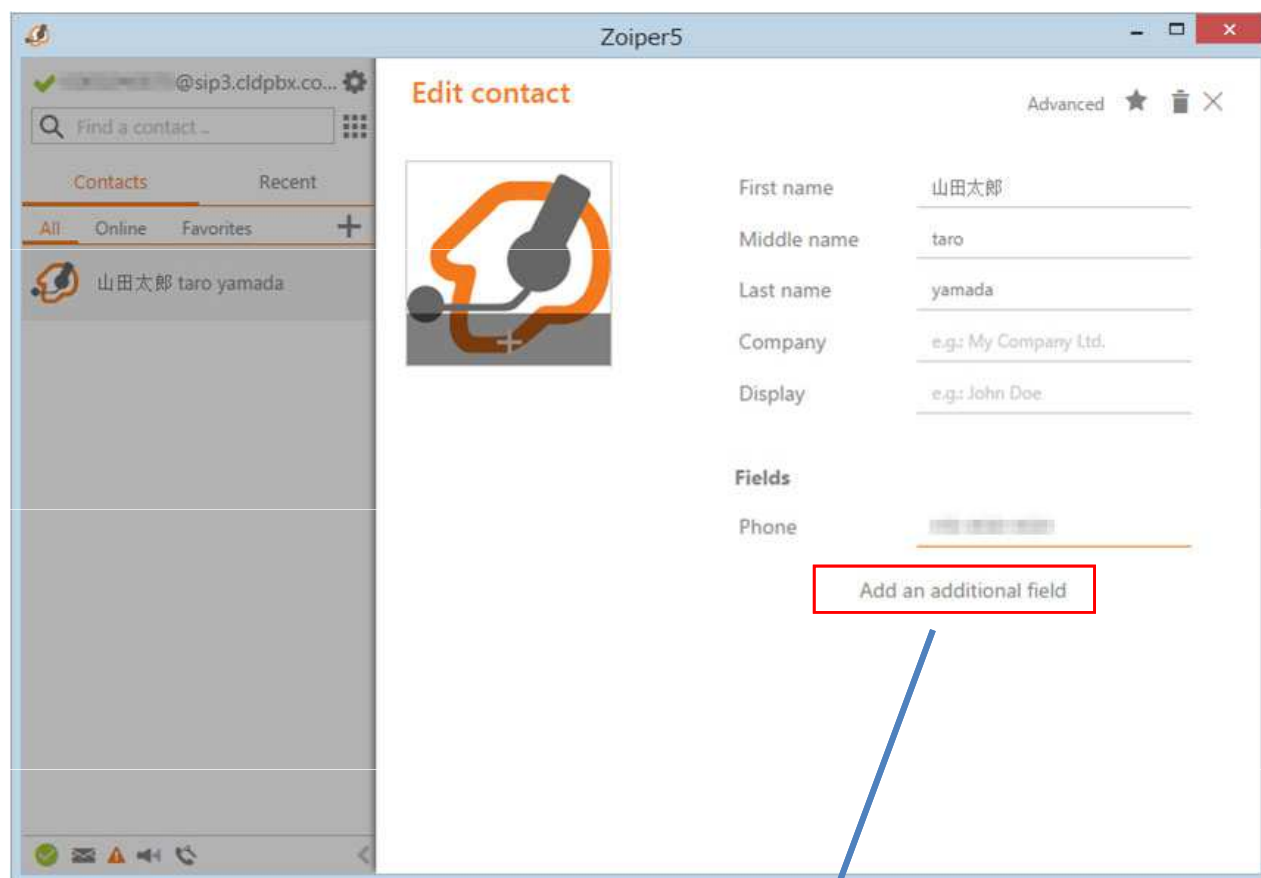 Zoiper5
@sip3.cldpbx.co...
Find a contact ..
Contacts Recent
All Online Favorites
山田太郎 taro yamada
Edit contact
Advanced
First name 山田太郎
Middle name taro
Last name yamada
Company e.g.: My Company Ltd.
Display e.g.: John Doe
Fields
Phone
Add an additional field